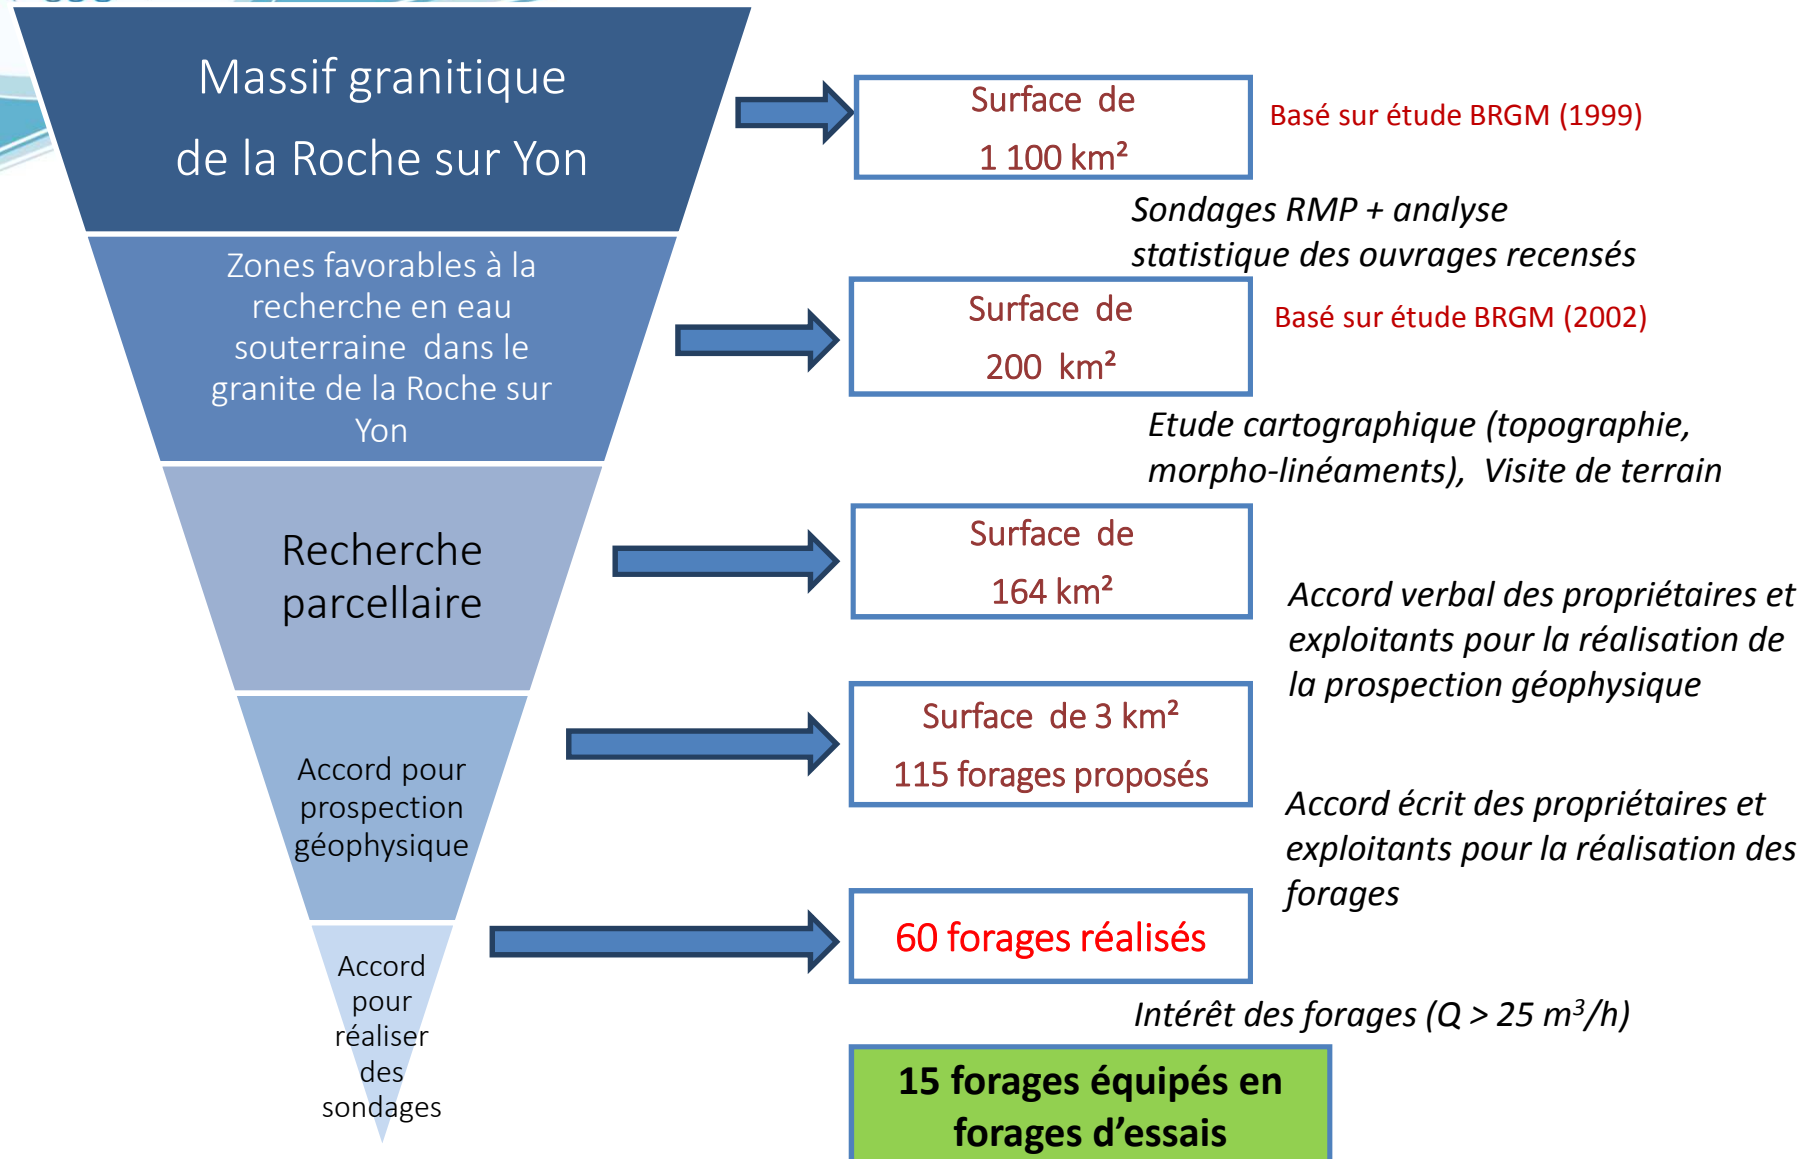 Massif granitique
de la Roche sur Yon
Surface de
1 100 km²
Basé sur étude BRGM (1999)
Sondages RMP + analyse
statistique des ouvrages recensés
Zones favorables à la
recherche en eau
souterraine dans le
granite de la Roche sur
Yon
Surface de
200 km²
Basé sur étude BRGM (2002)
Etude cartographique (topographie,
morpho-linéaments), Visite de terrain
Recherche
parcellaire
Surface de
164 km²
Accord verbal des propriétaires et
exploitants pour la réalisation de
la prospection géophysique
Accord pour
prospection
géophysique
Surface de 3 km²
115 forages proposés
Accord écrit des propriétaires et
exploitants pour la réalisation des
forages
Accord
pour
réaliser
des
sondages
60 forages réalisés
Intérêt des forages (Q > 25 m³/h)
15 forages équipés en
forages d’essais